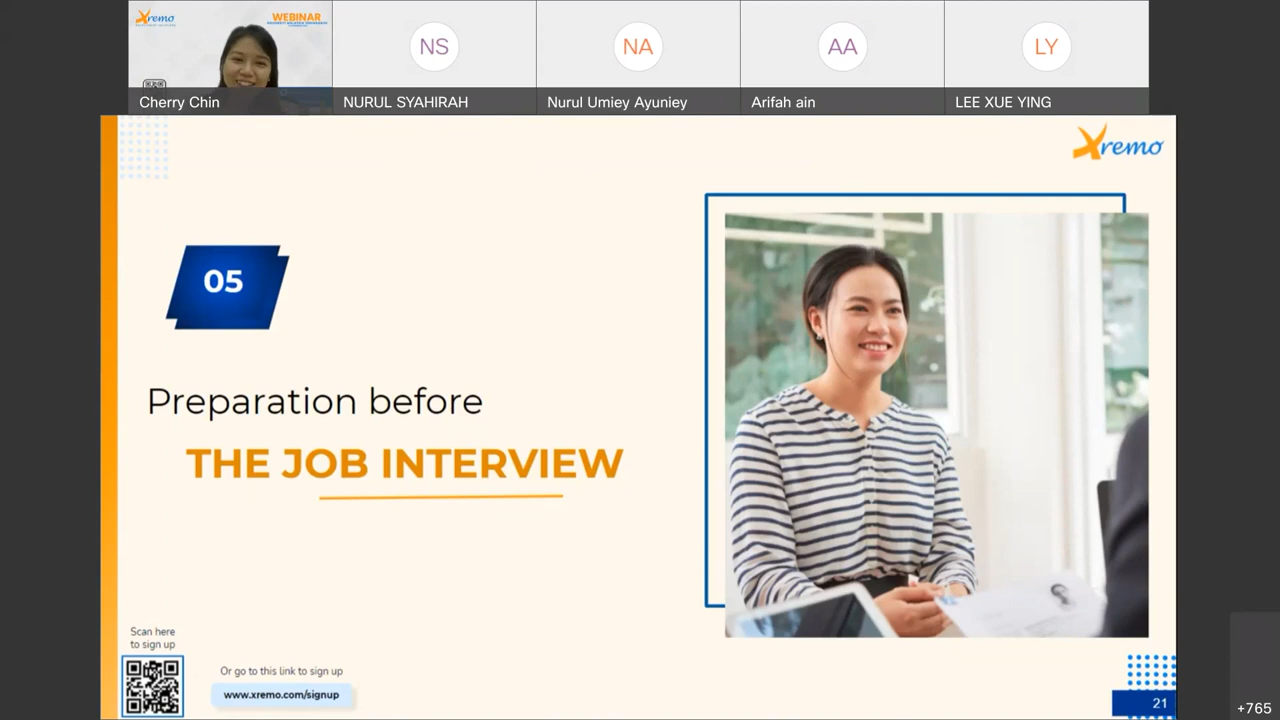 Xremo
WEBINAR
Cherry Chin
NS
NURUL SYAHIRAH
NA
Nurul Umiey Ayuniey
AA
Arifah ain
LY
LEE XUE YING
Xremo
05
Preparation before
THE JOB INTERVIEW
Scan here
to sign up
Or go to this link to sign up
www.xremo.com/signup
21
+765